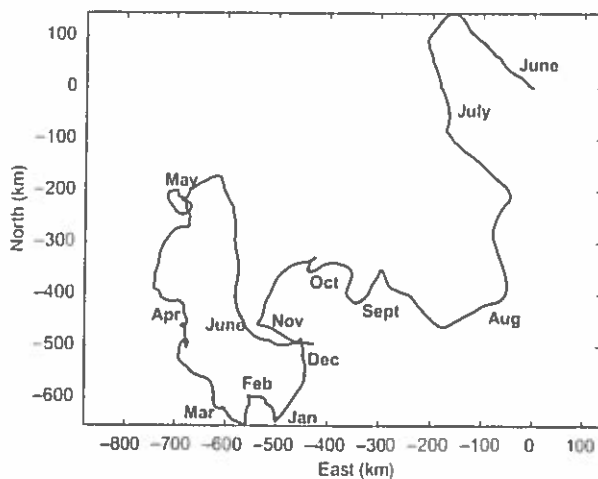 100
0
−100
−200
−300
−400
−500
−600
North (km)
June
July
May
Oct
Sept
Aug
Apr
June
Nov
Dec
Feb
Mar
Jan
−800 −700 −600 −500 −400 −300 −200 −100 0 100
East (km)